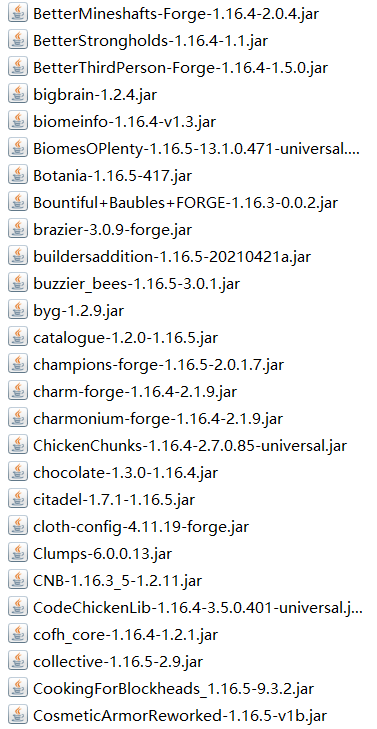 BetterMineshafts-Forge-1.16.4-2.0.4.jar
BetterStrongholds-1.16.4-1.1.jar
BetterThirdPerson-Forge-1.16.4-1.5.0.jar
bigbrain-1.2.4.jar
biomeinfo-1.16.4-v1.3.jar
BiomesOPlenty-1.16.5-13.1.0.471-universal....
Botania-1.16.5-417.jar
Bountiful+Baubles+FORGE-1.16.3-0.0.2.jar
brazier-3.0.9-forge.jar
buildersaddition-1.16.5-20210421a.jar
buzzier_bees-1.16.5-3.0.1.jar
byg-1.2.9.jar
catalogue-1.2.0-1.16.5.jar
champions-forge-1.16.5-2.0.1.7.jar
charm-forge-1.16.4-2.1.9.jar
charmonium-forge-1.16.4-2.1.9.jar
ChickenChunks-1.16.4-2.7.0.85-universal.jar
chocolate-1.3.0-1.16.4.jar
citadel-1.7.1-1.16.5.jar
cloth-config-4.11.19-forge.jar
Clumps-6.0.0.13.jar
CNB-1.16.3_5-1.2.11.jar
CodeChickenLib-1.16.4-3.5.0.401-universal.j...
cofh_core-1.16.4-1.2.1.jar
collective-1.16.5-2.9.jar
CookingForBlockheads_1.16.5-9.3.2.jar
CosmeticArmorReworked-1.16.5-v1b.jar